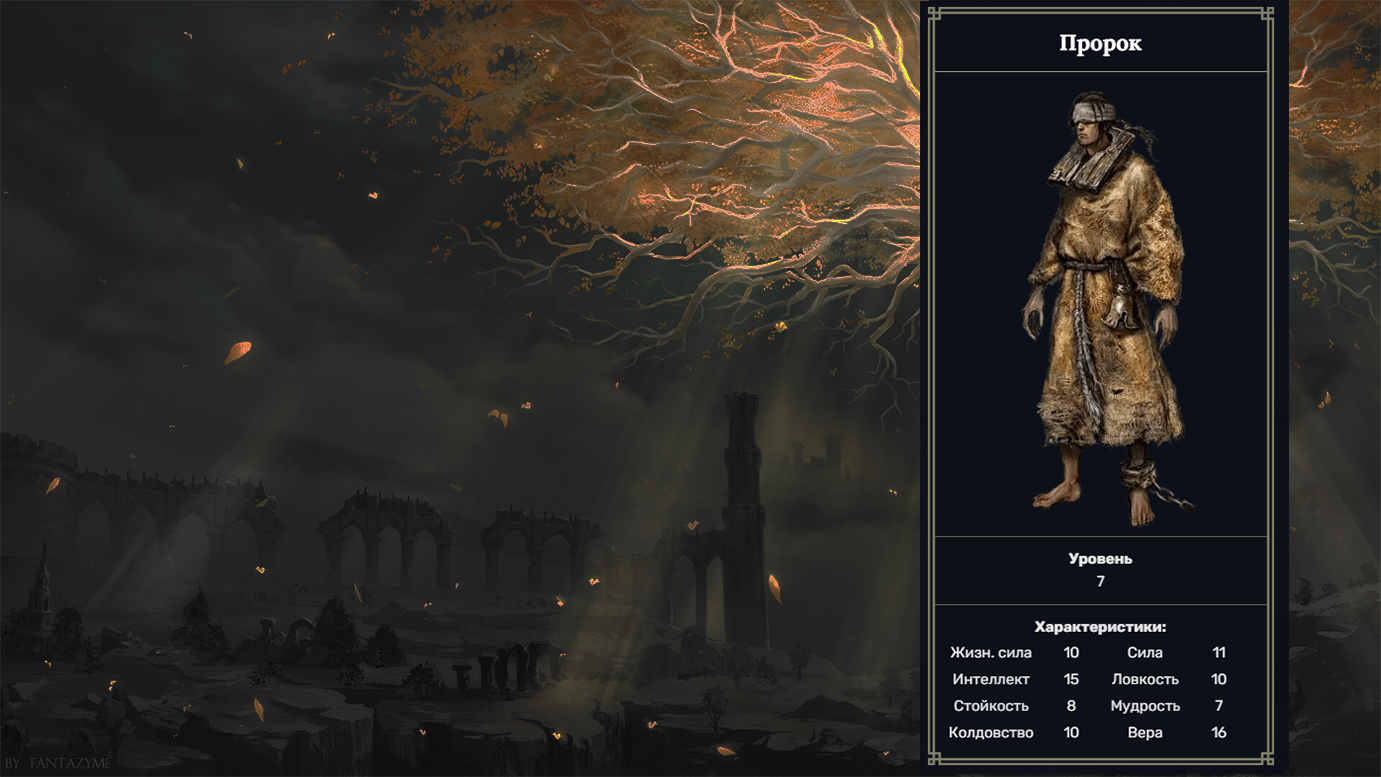 Пророк
Уровень
7
Характеристики:
Жизн. сила 10 Сила 11
Интеллект 15 Ловкость 10
Стойкость 8 Мудрость 7
Колдовство 10 Вера 16
BY FANTAZYME